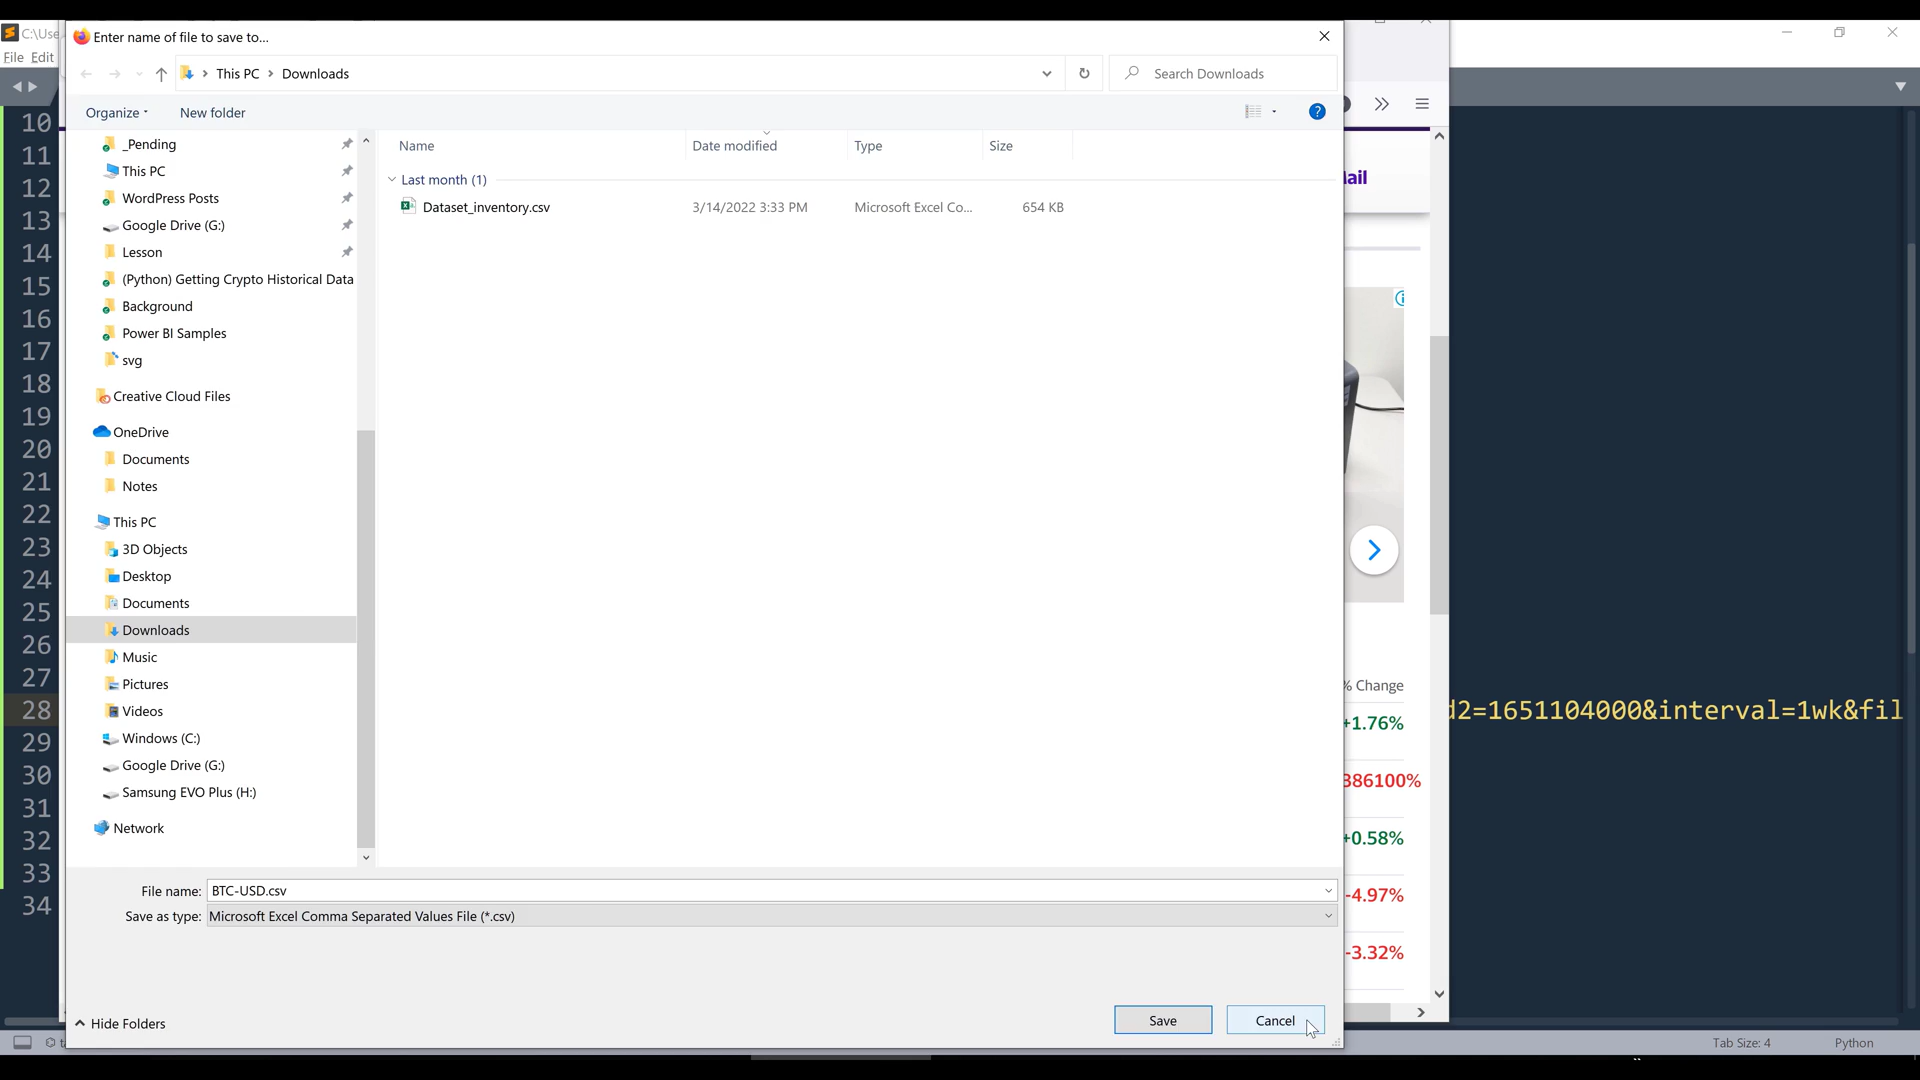 C:\Use
Enter name of file to save to...
File Edit
This PC > Downloads
Search Downloads
Organize
New folder
?
Name
Date modified
Type
Size
Last month (1)
Dataset_inventory.csv
3/14/2022 3:33 PM
Microsoft Excel Co...
654 KB
_Pending
This PC
WordPress Posts
Google Drive (G:)
Lesson
(Python) Getting Crypto Historical Data
Background
Power BI Samples
svg
Creative Cloud Files
OneDrive
Documents
Notes
This PC
3D Objects
Desktop
Documents
Downloads
Music
Pictures
Videos
Windows (C:)
Google Drive (G:)
Samsung EVO Plus (H:)
Network
File name: BTC-USD.csv
Save as type: Microsoft Excel Comma Separated Values File (*.csv)
Hide Folders
Save
Cancel
10
11
12
13
14
15
16
17
18
19
20
21
22
23
24
25
26
27
28
29
30
31
32
33
34
ail
% Change
+1.76%
386100%
+0.58%
-4.97%
-3.32%
d2=1651104000&interval=1wk&fil
Tab Size: 4
Python